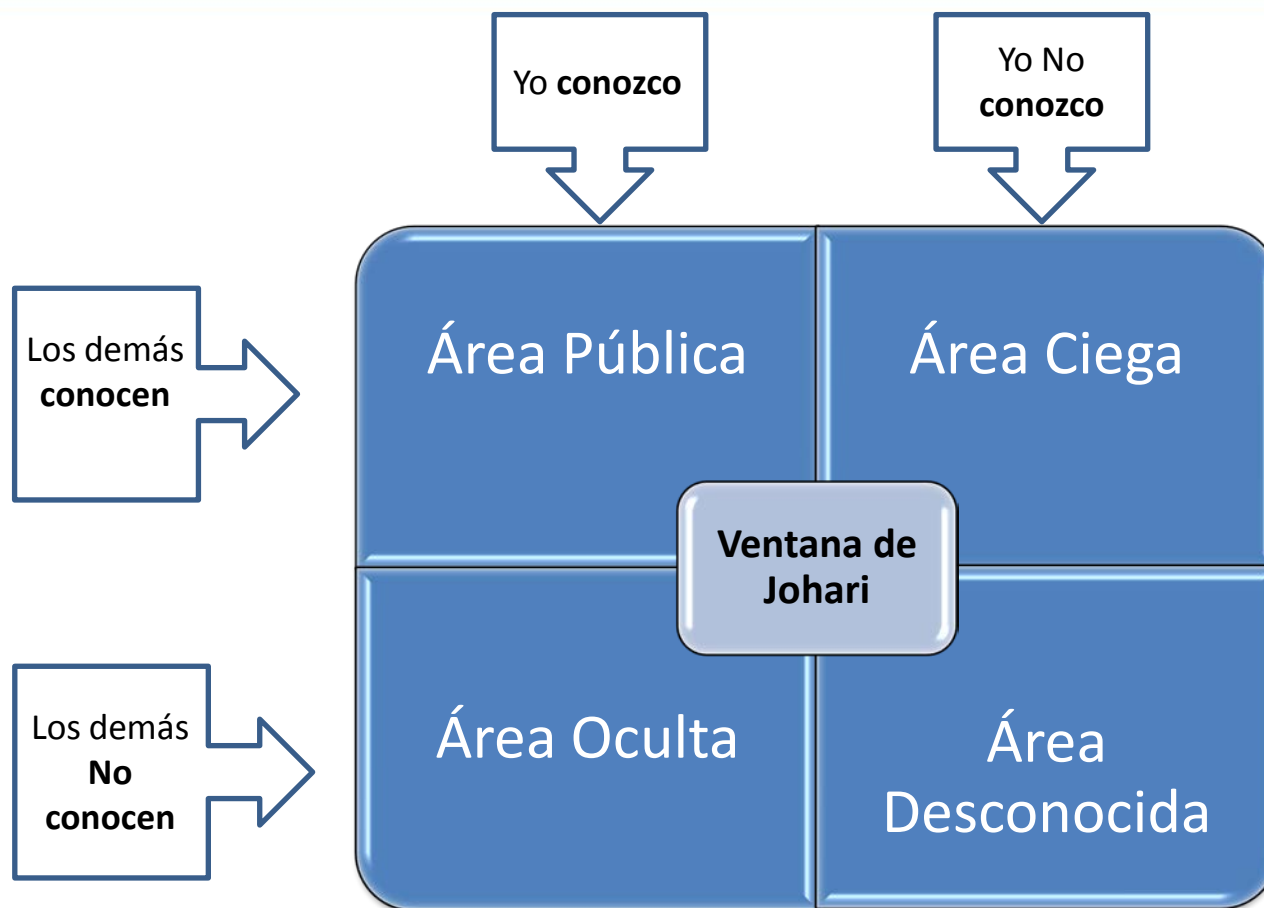 Yo conozco
Yo No
conozco
Los demás
conocen
Área Pública
Área Ciega
Ventana de
Johari
Los demás
No
conocen
Área Oculta
Área
Desconocida